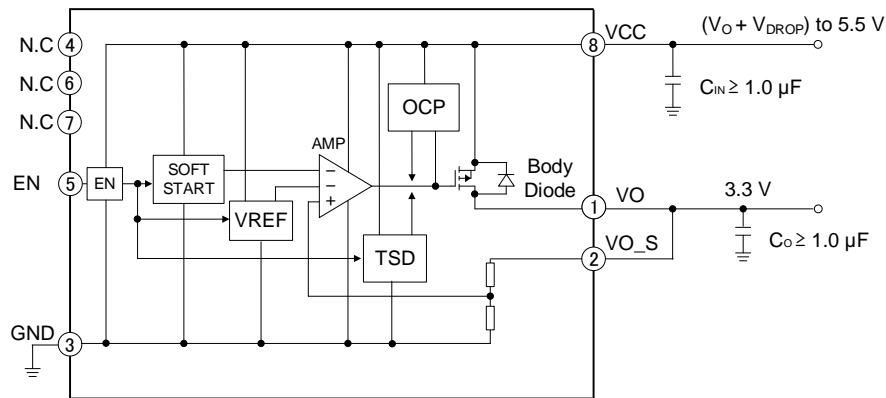 N.C 4
N.C 6
N.C 7
EN 5
GND 3
EN
SOFT
START
VREF
AMP
−
−
+
OCP
TSD
Body
Diode
8 VCC
1 VO
2 VO_S
(VO + VDROP) to 5.5 V
CIN ≥ 1.0 µF
3.3 V
CO ≥ 1.0 µF